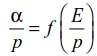 α/p = f(E/p)